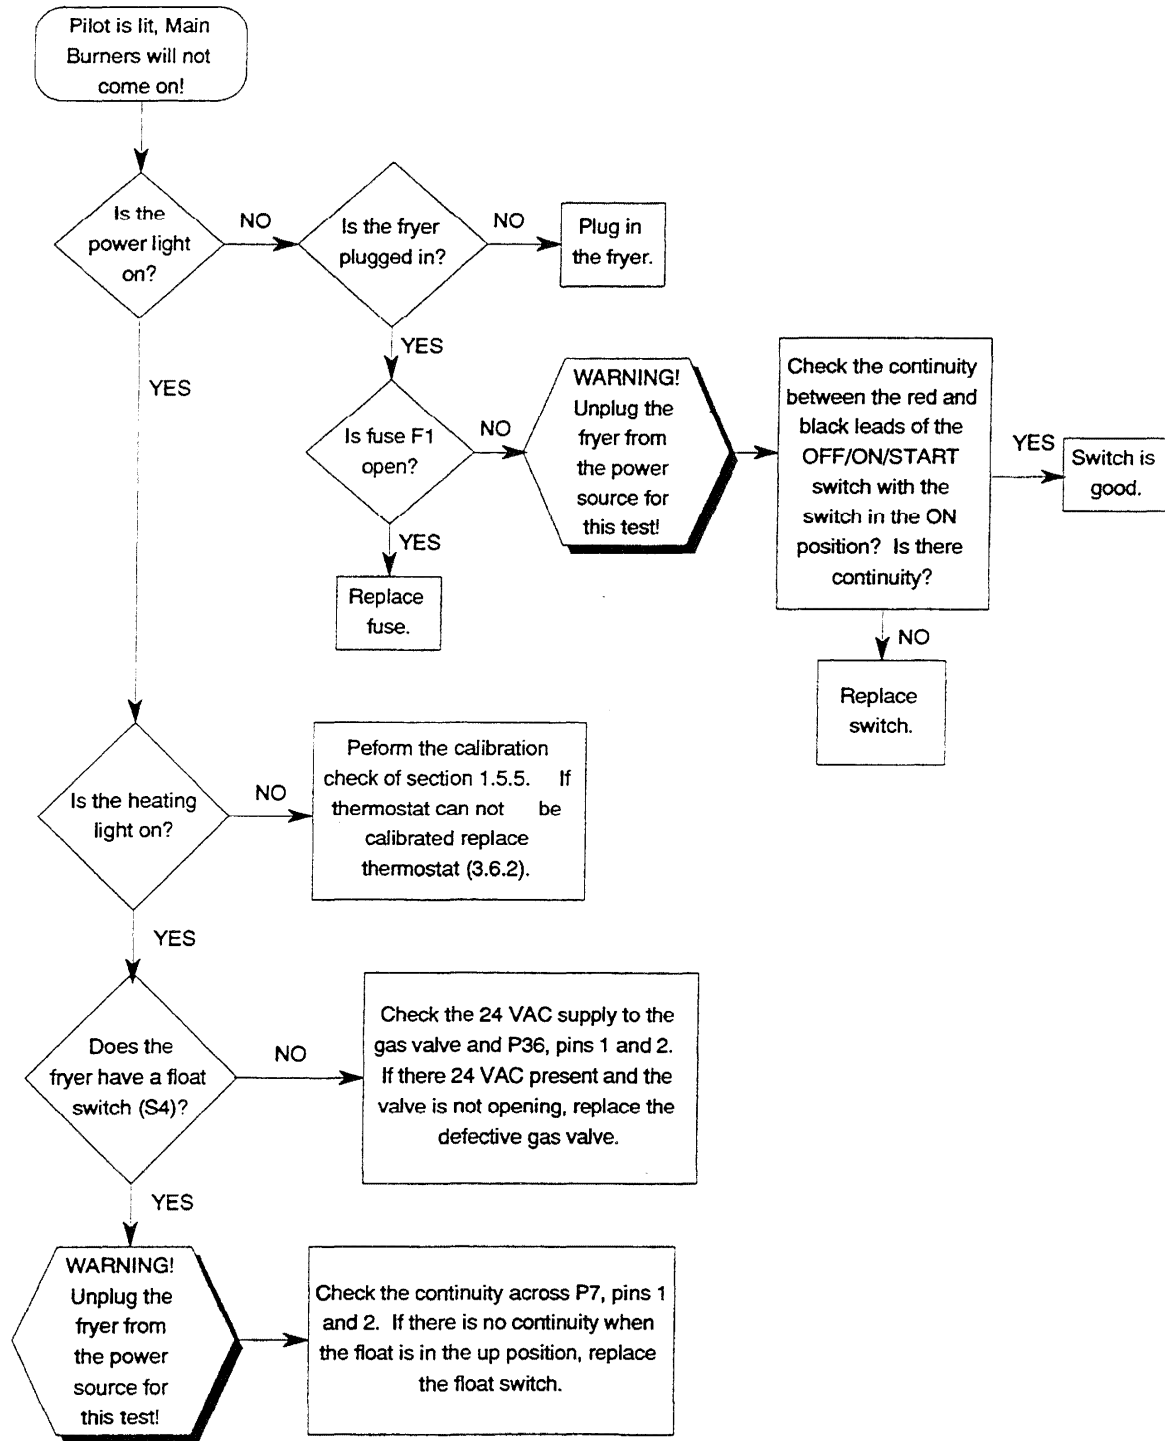 Pilot is lit, Main
Burners will not
come on!
Is the
power light
on?
NO
Is the fryer
plugged in?
NO
Plug in
the fryer.
YES
YES
Is fuse F1
open?
NO
WARNING!
Unplug the
fryer from
the power
source for
this test!
Check the continuity
between the red and
black leads of the
OFF/ON/START
switch with the
switch in the ON
position? Is there
continuity?
YES
Switch is
good.
YES
Replace
fuse.
NO
Replace
switch.
Is the heating
light on?
NO
Peform the calibration
check of section 1.5.5. If
thermostat can not be
calibrated replace
thermostat (3.6.2).
YES
Does the
fryer have a float
switch (S4)?
NO
Check the 24 VAC supply to the
gas valve and P36, pins 1 and 2.
If there 24 VAC present and the
valve is not opening, replace the
defective gas valve.
YES
WARNING!
Unplug the
fryer from
the power
source for
this test!
Check the continuity across P7, pins 1
and 2. If there is no continuity when
the float is in the up position, replace
the float switch.